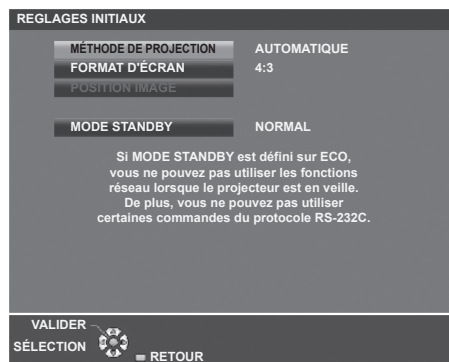 REGLAGES INITIAUX
MÉTHODE DE PROJECTION AUTOMATIQUE
FORMAT D'ÉCRAN 4:3
POSITION IMAGE
MODE STANDBY NORMAL
Si MODE STANDBY est défini sur ECO,
vous ne pouvez pas utiliser les fonctions
réseau lorsque le projecteur est en veille.
De plus, vous ne pouvez pas utiliser
certaines commandes du protocole RS-232C.
VALIDER
SÉLECTION
RETOUR